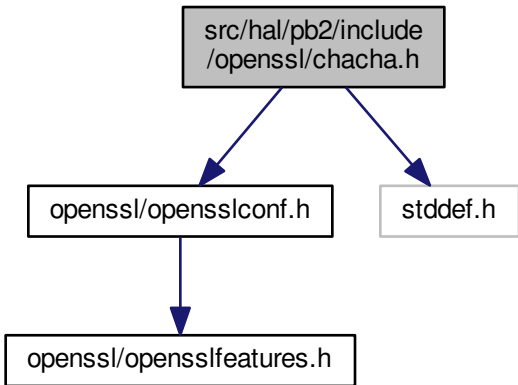 src/hal/pb2/include
/openssl/chacha.h
openssl/opensslconf.h
stddef.h
openssl/opensslfeatures.h